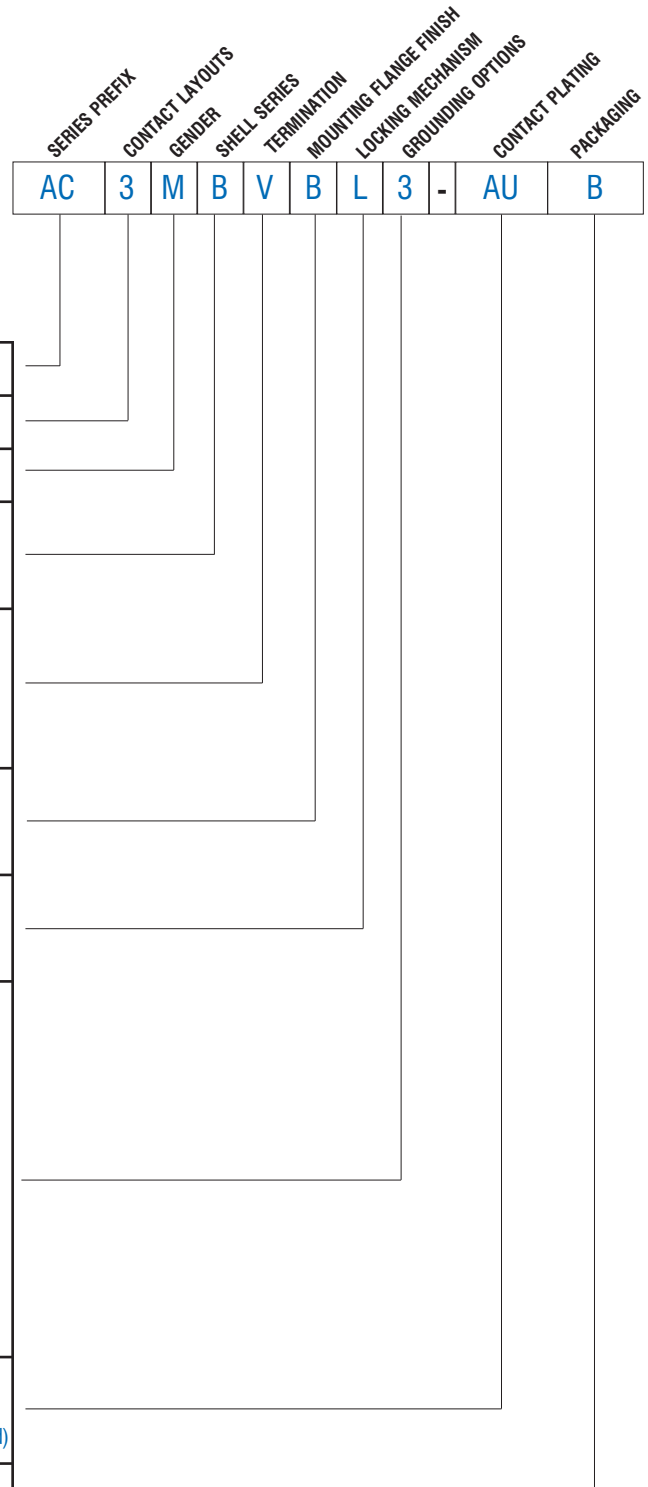 SERIES PREFIX
CONTACT LAYOUTS
GENDER
SHELL SERIES
TERMINATION
MOUNTING FLANGE FINISH
LOCKING MECHANISM
GROUNDING OPTIONS
CONTACT PLATING
PACKAGING
AC 3 M B V B L 3 - AU B